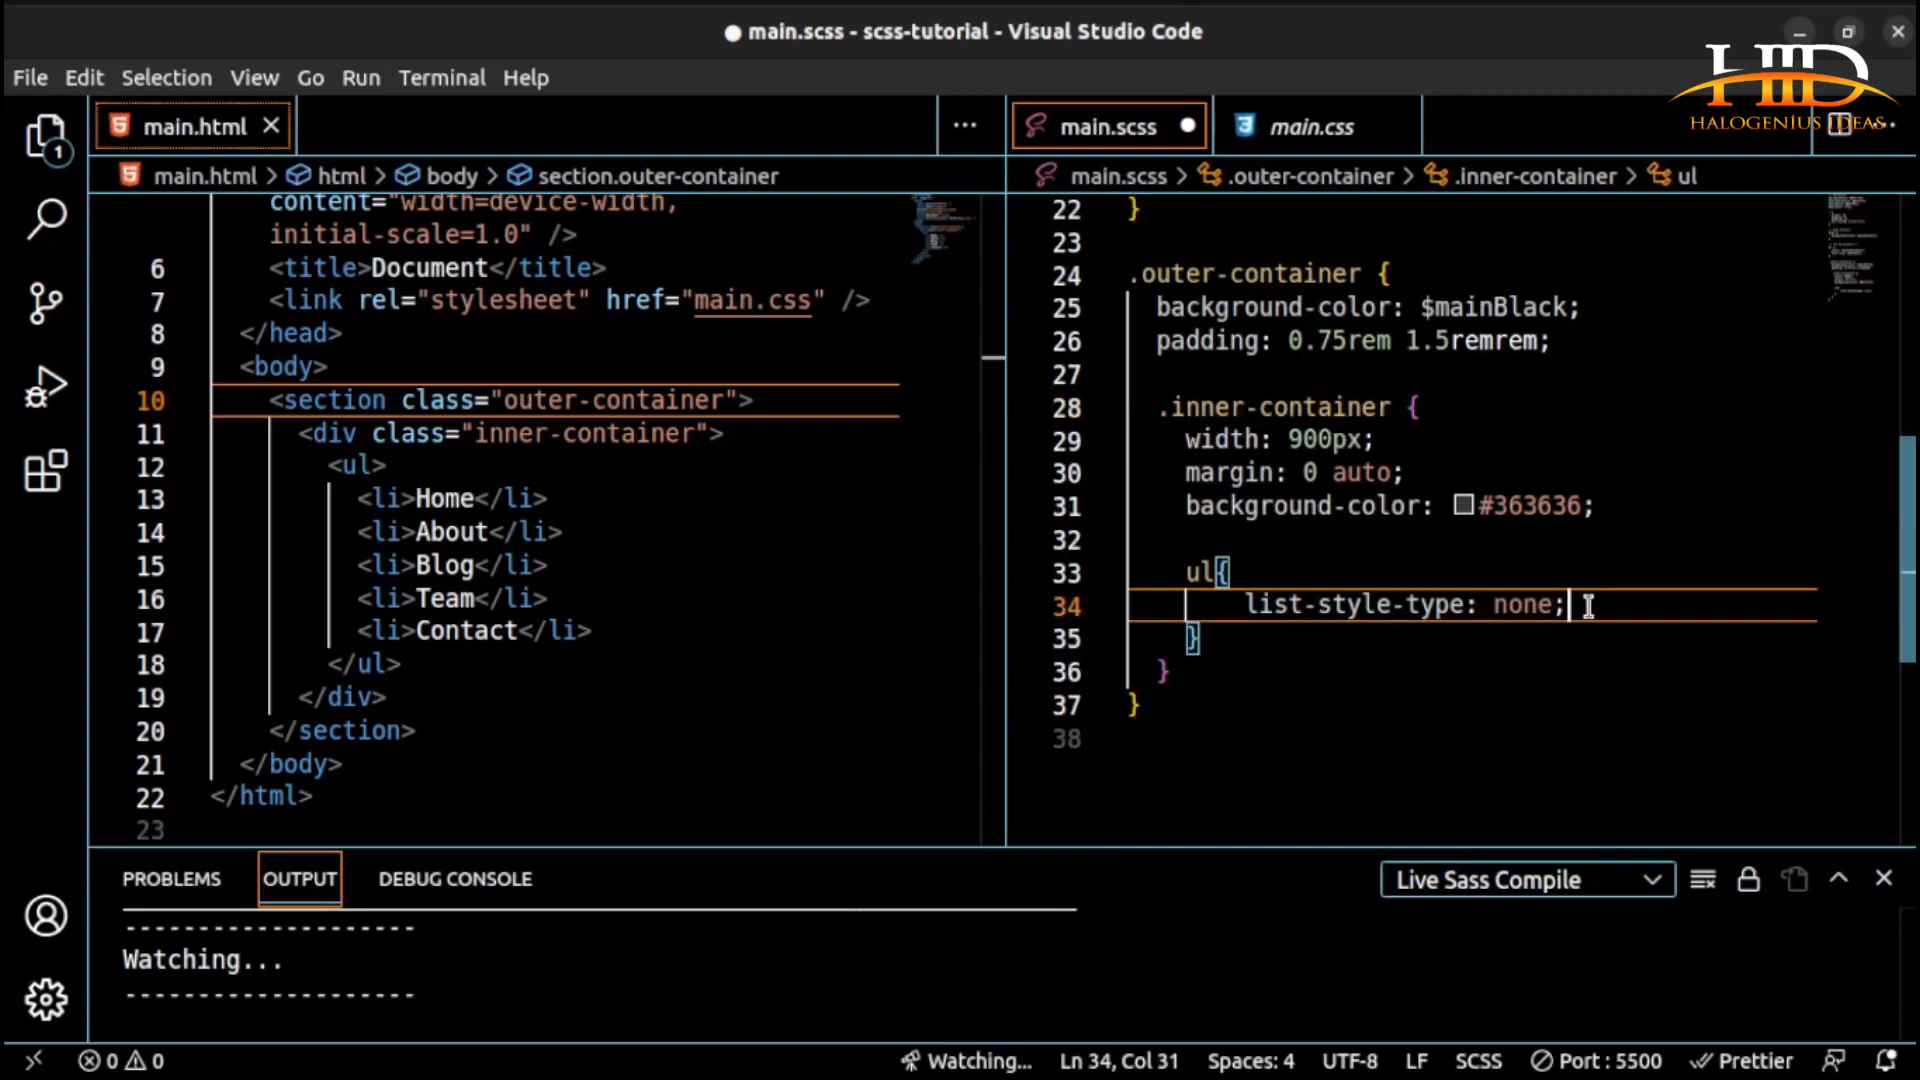 main.scss - scss-tutorial - Visual Studio Code
File Edit Selection View Go Run Terminal Help
HID
HALOGENIUS IDEAS
1
main.html
main.scss
main.css
main.html > html > body > section.outer-container
main.scss > .outer-container > .inner-container > ul
content="width=device-width,
initial-scale=1.0" />
6 <title>Document</title>
7 <link rel="stylesheet" href="main.css" />
8 </head>
9 <body>
10 <section class="outer-container">
11 <div class="inner-container">
12 <ul>
13 <li>Home</li>
14 <li>About</li>
15 <li>Blog</li>
16 <li>Team</li>
17 <li>Contact</li>
18 </ul>
19 </div>
20 </section>
21 </body>
22 </html>
23
22 }
23
24 .outer-container {
25 background-color: $mainBlack;
26 padding: 0.75rem 1.5remrem;
27
28 .inner-container {
29 width: 900px;
30 margin: 0 auto;
31 background-color: #363636;
32
33 ul{
34 list-style-type: none;
35 }
36 }
37 }
38
PROBLEMS OUTPUT DEBUG CONSOLE
Live Sass Compile
--------------------
Watching...
--------------------
0 0 Watching... Ln 34, Col 31 Spaces: 4 UTF-8 LF SCSS Port : 5500 Prettier